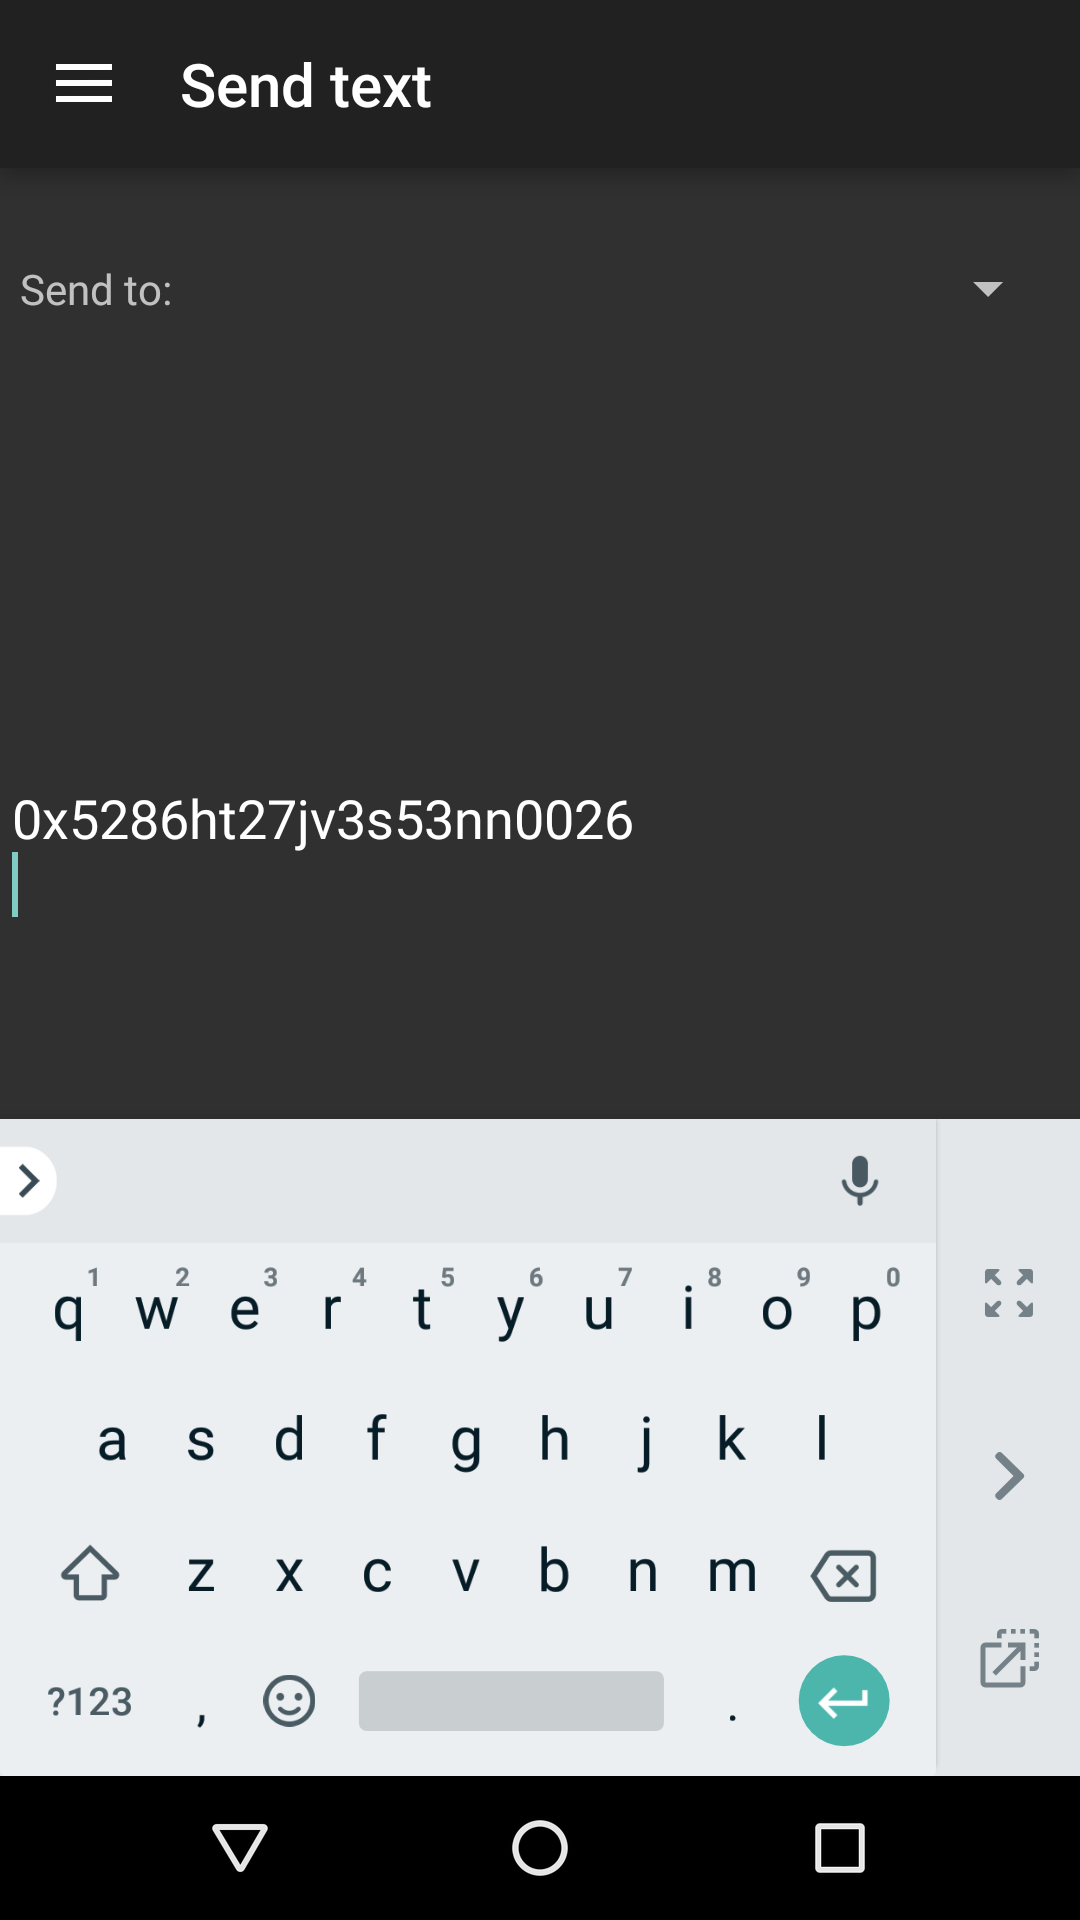 Send text
Send to:
0x5286ht27jv3s53nn0026
1 2 3 4 5 6 7 8 9 0
q w e r t y u i o p
a s d f g h j k l
z x c v b n m
?123 , .